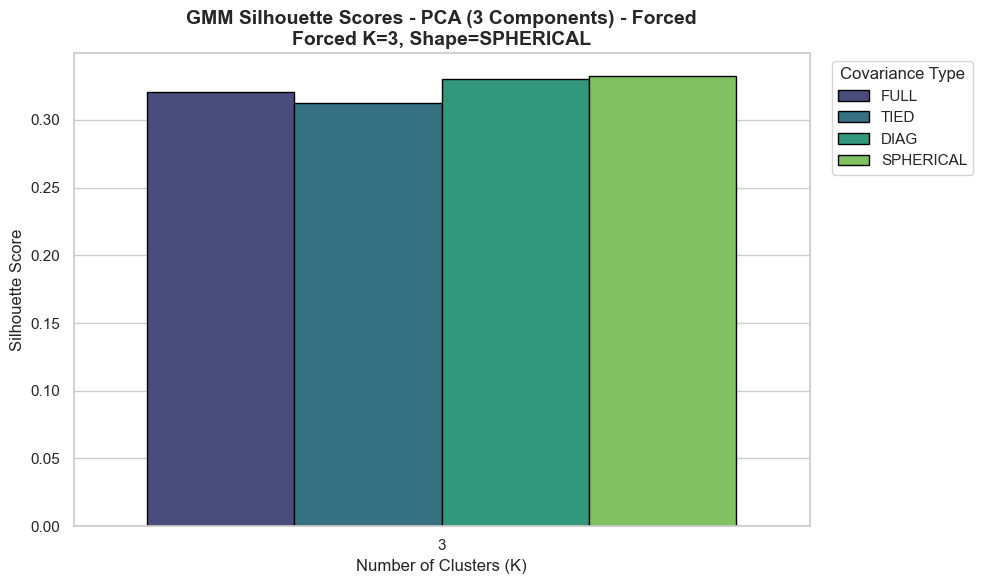 GMM Silhouette Scores - PCA (3 Components) - Forced
Forced K=3, Shape=SPHERICAL
Covariance Type
FULL
TIED
DIAG
SPHERICAL
Silhouette Score
0.30
0.25
0.20
0.15
0.10
0.05
0.00
3
Number of Clusters (K)